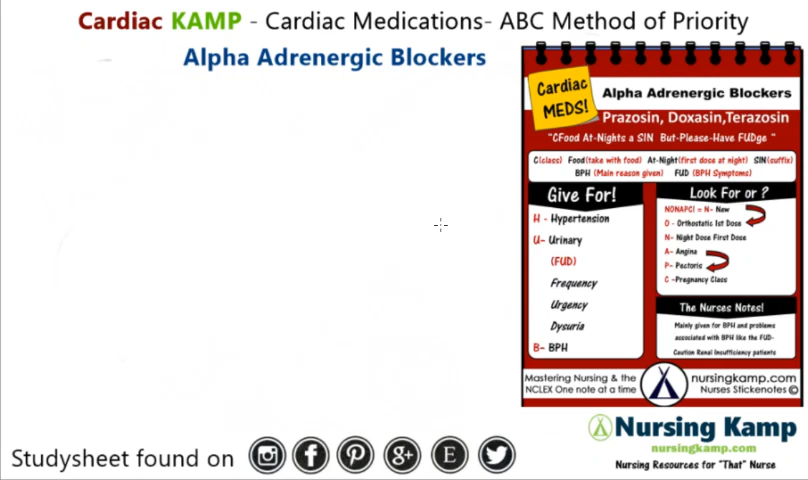 Cardiac KAMP - Cardiac Medications- ABC Method of Priority
Alpha Adrenergic Blockers
Cardiac
MEDS!
Alpha Adrenergic Blockers
Prazosin, Doxasin,Terazosin
"CFood At-Nights a SIN But-Please-Have FUDge "
C(class) Food(take with food) At-Night(first dose at night) SIN(suffix)
BPH (Main reason given) FUD (BPH Symptoms)
Give For!
H - Hypertension
U- Urinary
(FUD)
Frequency
Urgency
Dysuria
B- BPH
Look For or ?
NONAPCl = N- New
O - Orthostatic 1st Dose
N- Night Dose First Dose
A- Angina
P- Pectoris
C -Pregnancy Class
The Nurses Notes!
Mainly given for BPH and problems
associated with BPH like the FUD-
Caution Renal Insufficiency patients
Mastering Nursing & the
NCLEX One note at a time
nursingkamp.com
Nurses Stickenotes ©
Nursing Kamp
nursingkamp.com
Nursing Resources for "That" Nurse
Studysheet found on